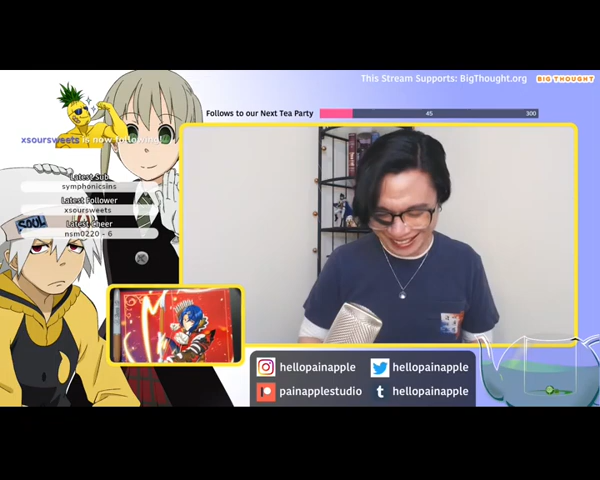 This Stream Supports: BigThought.org
BIG THOUGHT
Follows to our Next Tea Party
45
300
xsoursweets is now following!
Latest Sub
symphonicsins
Latest Follower
xsoursweets
Latest Cheer
nsm0220 - 6
SOUL
hellopainapple
hellopainapple
painapplestudio
hellopainapple